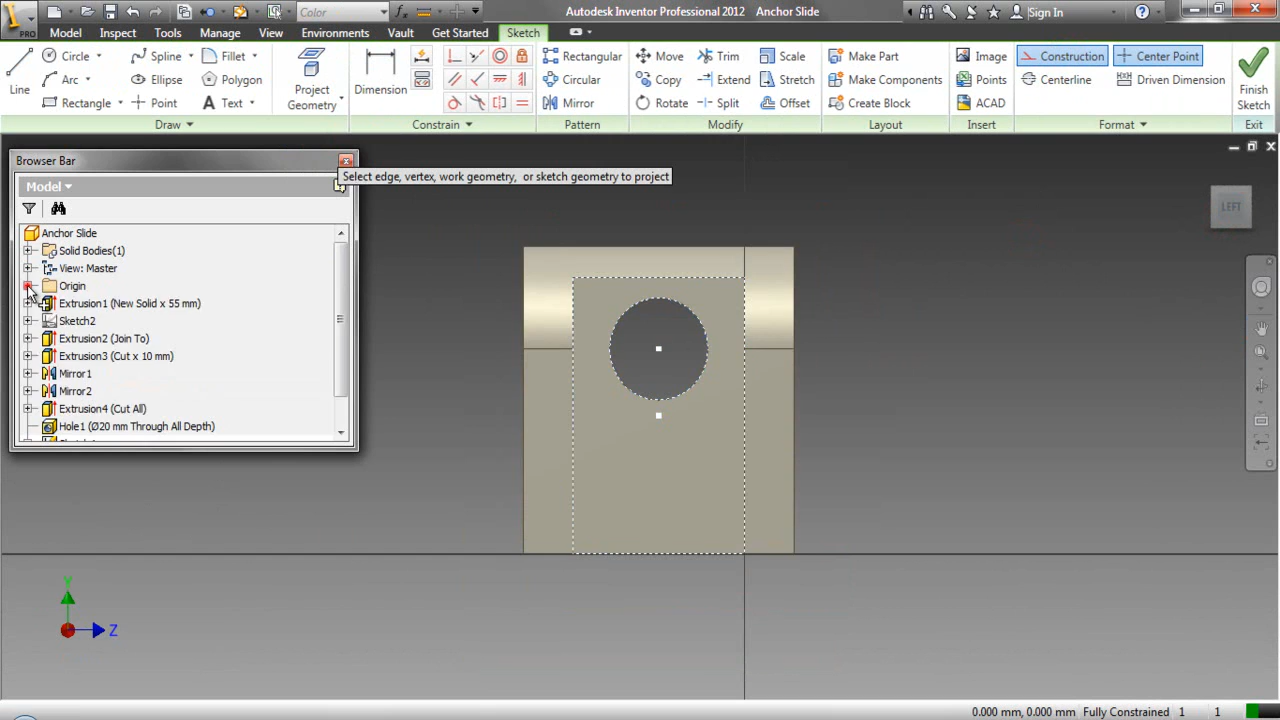 PRO
Color
Autodesk Inventor Professional 2012 Anchor Slide
Sign In
Model Inspect Tools Manage View Environments Vault Get Started Sketch
Line
Circle
Arc
Rectangle
Spline
Ellipse
Point
Fillet
Polygon
Text
Project
Geometry
Draw
Dimension
Constrain
Rectangular
Circular
Mirror
Pattern
Move
Copy
Rotate
Trim
Extend
Split
Scale
Stretch
Offset
Modify
Make Part
Make Components
Create Block
Layout
Image
Points
ACAD
Insert
Construction
Centerline
Center Point
Driven Dimension
Format
Finish
Sketch
Exit
Browser Bar
Select edge, vertex, work geometry, or sketch geometry to project
Model
Anchor Slide
Solid Bodies(1)
View: Master
Origin
Extrusion1 (New Solid x 55 mm)
Sketch2
Extrusion2 (Join To)
Extrusion3 (Cut x 10 mm)
Mirror1
Mirror2
Extrusion4 (Cut All)
Hole1 (Ø20 mm Through All Depth)
LEFT
Y
Z
0.000 mm, 0.000 mm Fully Constrained 1 1